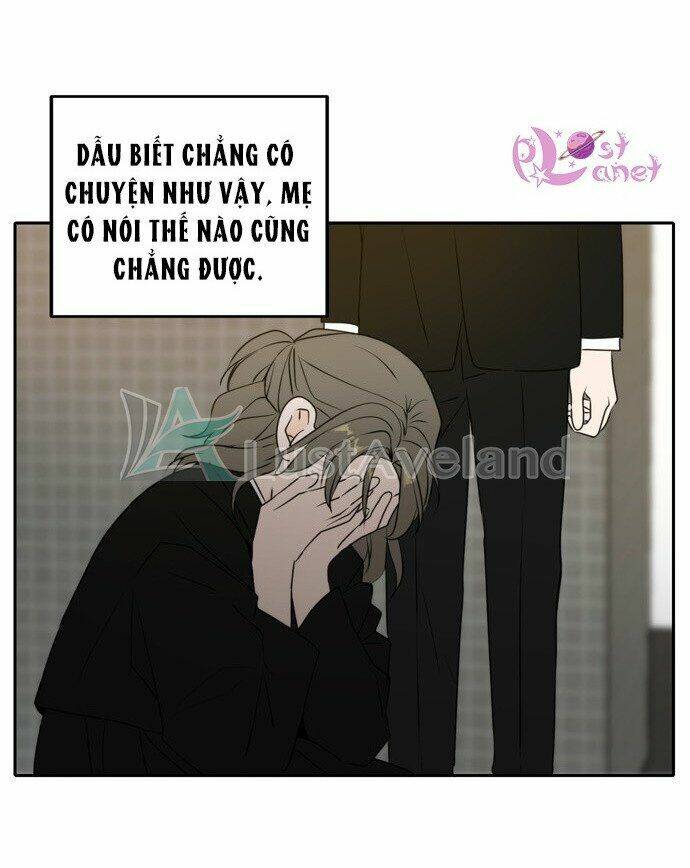 DẪU BIẾT CHẲNG CÓ
CHUYỆN NHƯ VẬY, MẸ
CÓ NÓI THẾ NÀO CŨNG
CHẲNG ĐƯỢC.
Lost
Planet
LustAveland